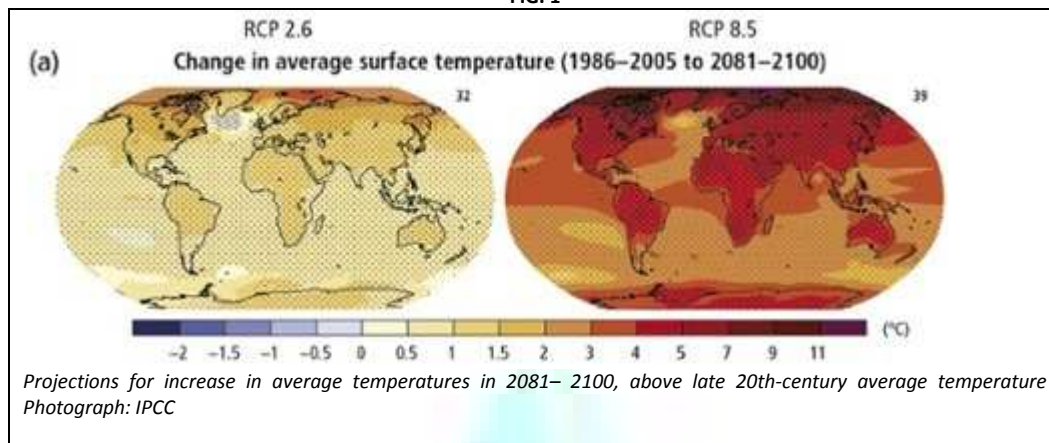 FIG. 1
RCP 2.6 RCP 8.5
(a) Change in average surface temperature (1986–2005 to 2081–2100)
32 39
−2 −1.5 −1 −0.5 0 0.5 1 1.5 2 3 4 5 7 9 11 (°C)
Projections for increase in average temperatures in 2081– 2100, above late 20th-century average temperature
Photograph: IPCC